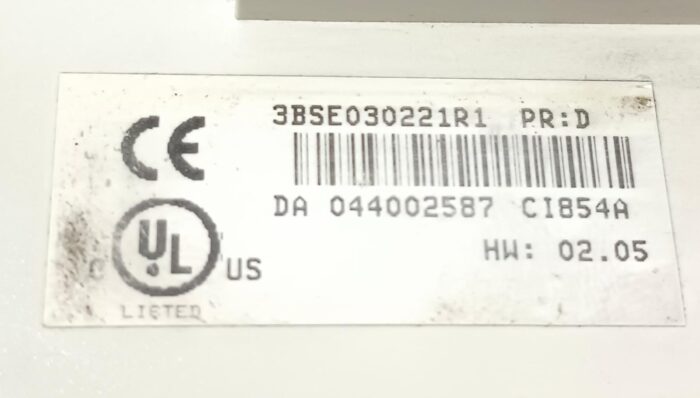 3BSE030221R1 PR:D
CE
DA 044002587 CI854A
HW: 02.05
C UL US
LISTED